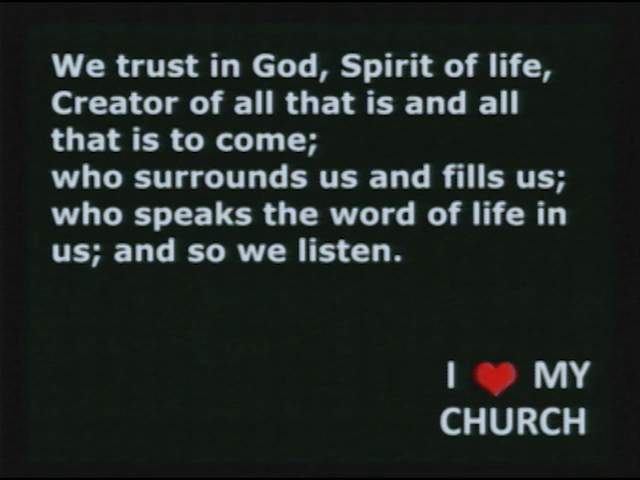 We trust in God, Spirit of life,
Creator of all that is and all
that is to come;
who surrounds us and fills us;
who speaks the word of life in
us; and so we listen.
I ❤ MY
CHURCH